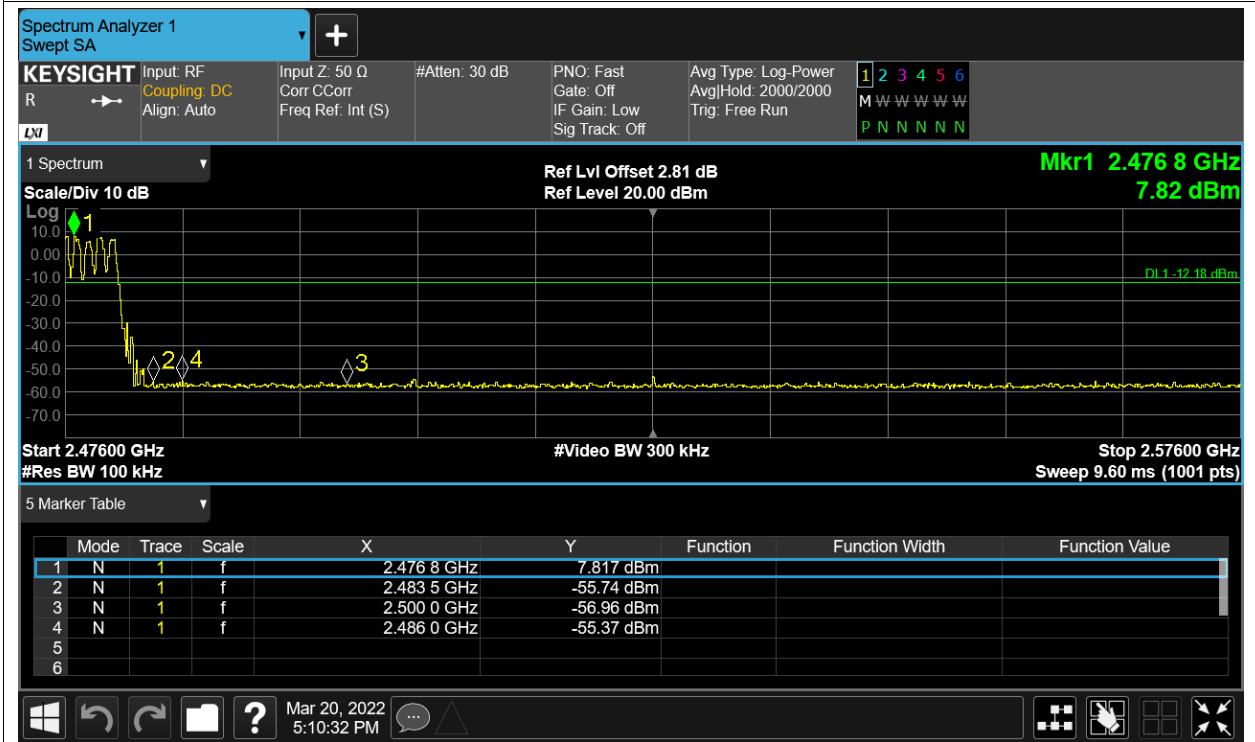 Spectrum Analyzer 1
Swept SA
+
KEYSIGHT
R
LXI
Input: RF
Coupling: DC
Align: Auto
Input Z: 50 Ω
Corr CCorr
Freq Ref: Int (S)
#Atten: 30 dB
PNO: Fast
Gate: Off
IF Gain: Low
Sig Track: Off
Avg Type: Log-Power
Avg|Hold: 2000/2000
Trig: Free Run
1 2 3 4 5 6
M W W W W W
P N N N N N
1 Spectrum
Scale/Div 10 dB
Ref Lvl Offset 2.81 dB
Ref Level 20.00 dBm
Mkr1 2.476 8 GHz
7.82 dBm
Log
10.0
0.00
-10.0
-20.0
-30.0
-40.0
-50.0
-60.0
-70.0
1
2
4
3
DL1 -12.18 dBm
Start 2.47600 GHz
#Res BW 100 kHz
#Video BW 300 kHz
Stop 2.57600 GHz
Sweep 9.60 ms (1001 pts)
5 Marker Table
Mode Trace Scale X Y Function Function Width Function Value
1 N 1 f 2.476 8 GHz 7.817 dBm
2 N 1 f 2.483 5 GHz -55.74 dBm
3 N 1 f 2.500 0 GHz -56.96 dBm
4 N 1 f 2.486 0 GHz -55.37 dBm
5
6
?
Mar 20, 2022
5:10:32 PM